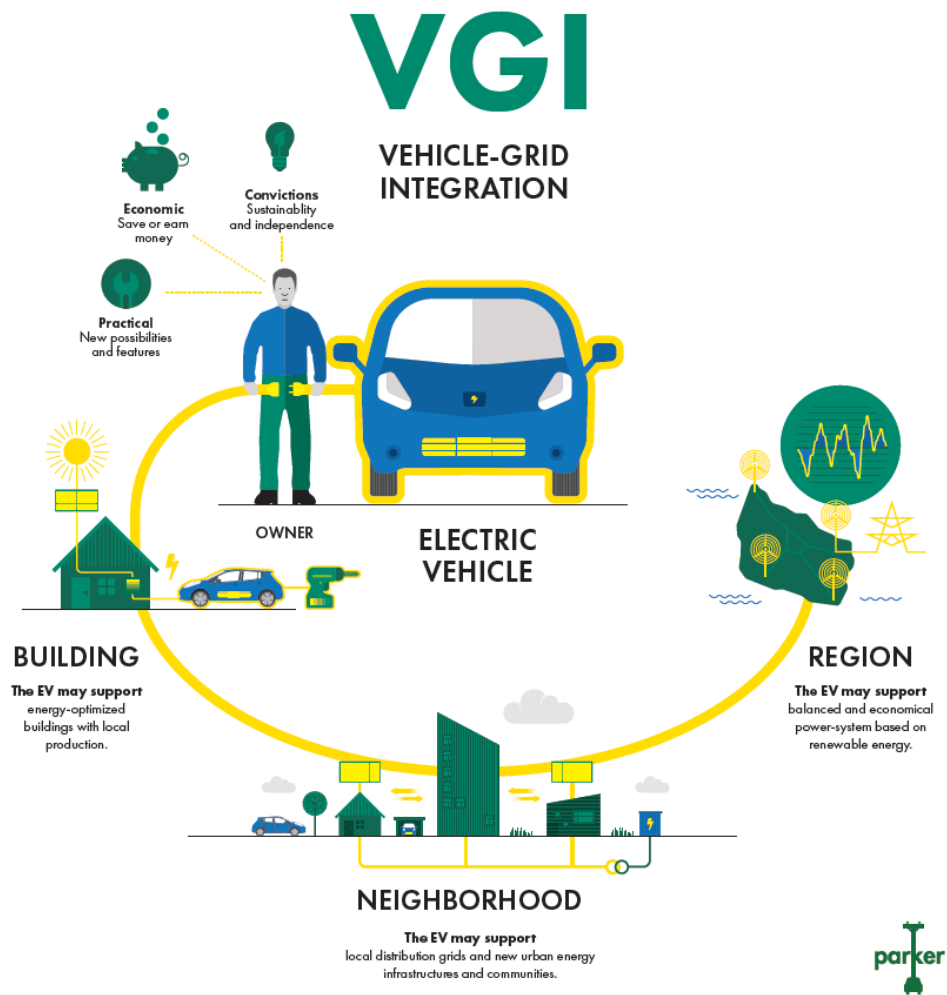 VGI
VEHICLE-GRID
INTEGRATION
Economic
Save or earn
money
Convictions
Sustainablity
and independence
Practical
New possibilities
and features
OWNER
ELECTRIC
VEHICLE
BUILDING
The EV may support
energy-optimized
buildings with local
production.
REGION
The EV may support
balanced and economical
power-system based on
renewable energy.
NEIGHBORHOOD
The EV may support
local distribution grids and new urban energy
infrastructures and communities.
parker